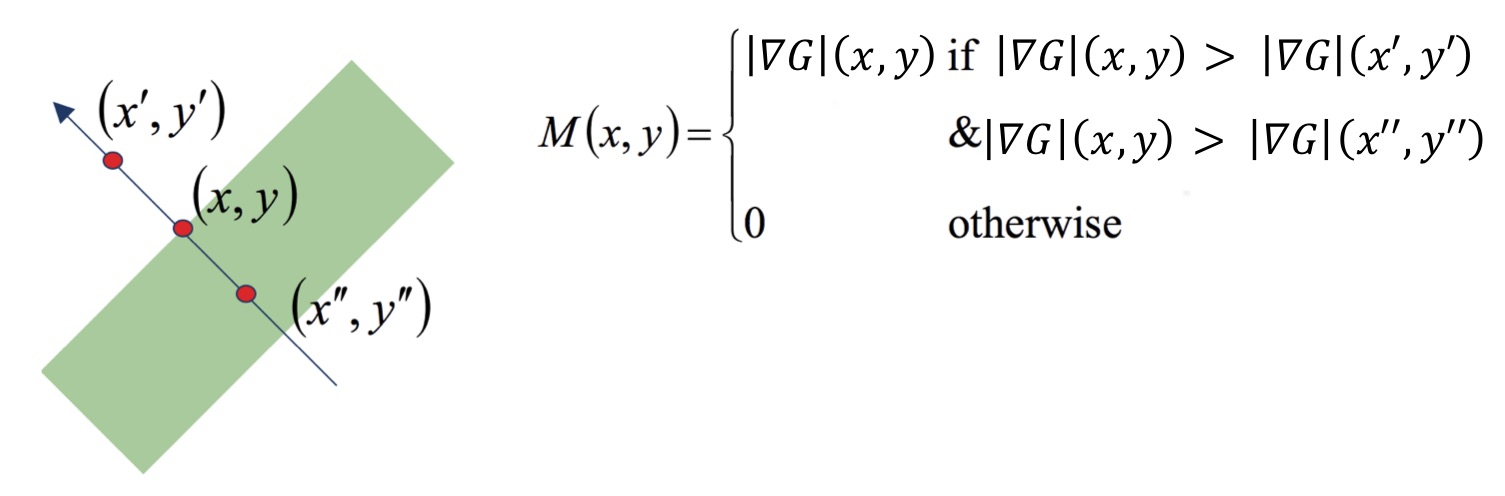 (x′, y′)
(x, y)
(x″, y″)
M(x, y) = { |∇G|(x, y) if |∇G|(x, y) > |∇G|(x′, y′)
&|∇G|(x, y) > |∇G|(x″, y″)
0 otherwise